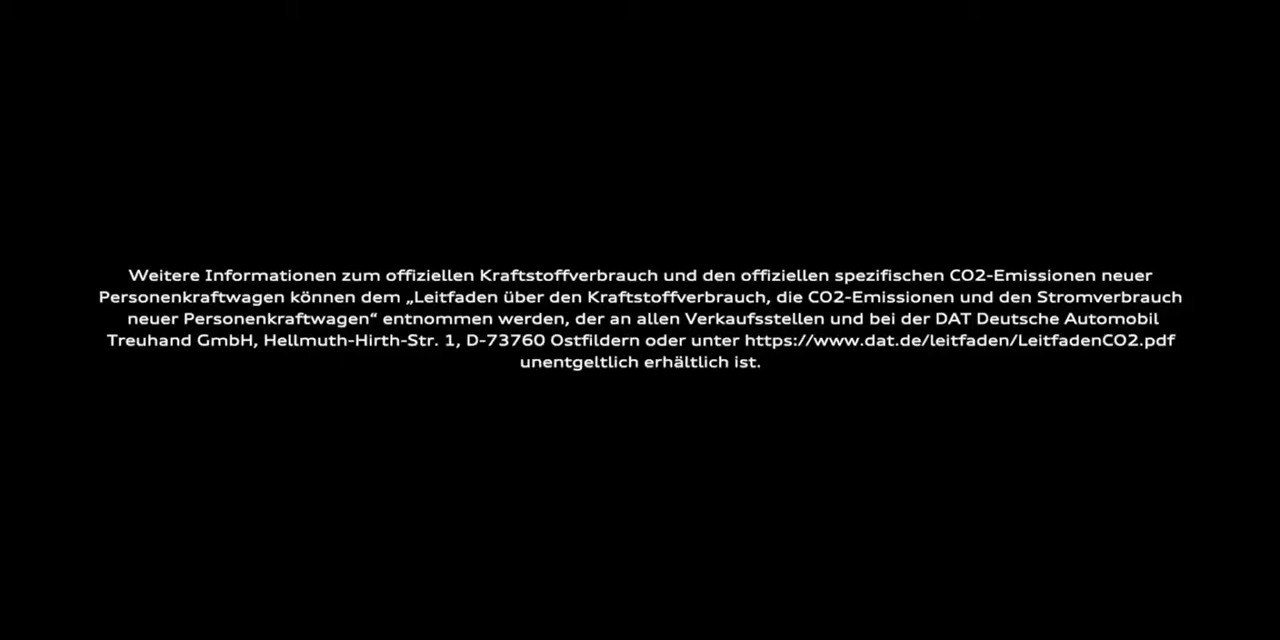 Weitere Informationen zum offiziellen Kraftstoffverbrauch und den offiziellen spezifischen CO2-Emissionen neuer
Personenkraftwagen können dem „Leitfaden über den Kraftstoffverbrauch, die CO2-Emissionen und den Stromverbrauch
neuer Personenkraftwagen“ entnommen werden, der an allen Verkaufsstellen und bei der DAT Deutsche Automobil
Treuhand GmbH, Hellmuth-Hirth-Str. 1, D-73760 Ostfildern oder unter https://www.dat.de/leitfaden/LeitfadenCO2.pdf
unentgeltlich erhältlich ist.